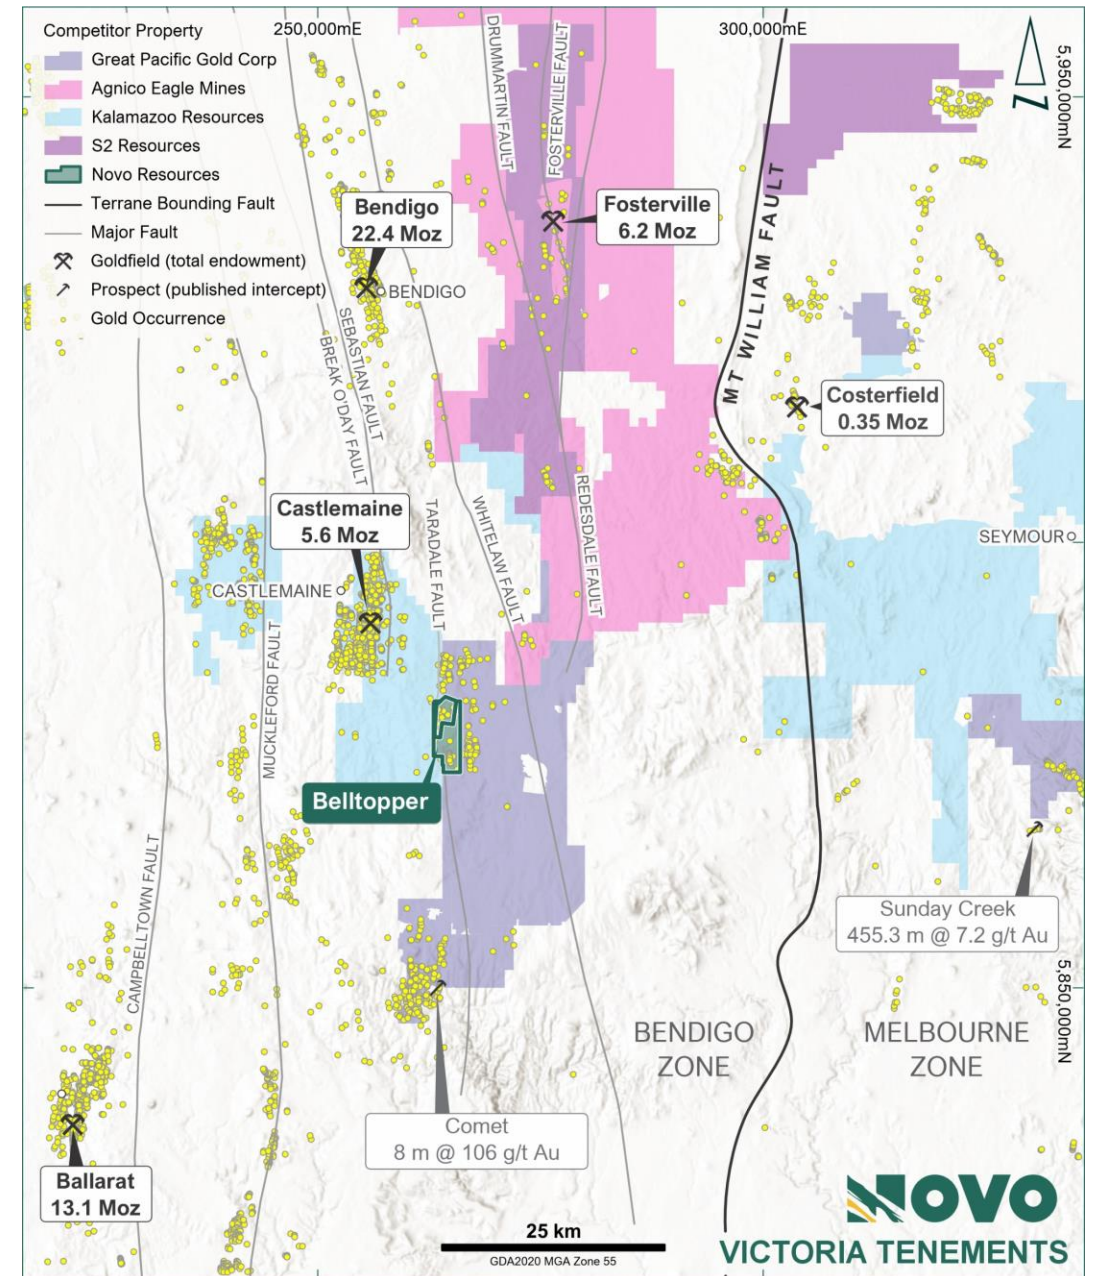 Competitor Property
Great Pacific Gold Corp
Agnico Eagle Mines
Kalamazoo Resources
S2 Resources
Novo Resources
Terrane Bounding Fault
Major Fault
Goldfield (total endowment)
Prospect (published intercept)
Gold Occurrence
250,000mE
300,000mE
5,950,000mN
5,850,000mN
N
DRUMMARTIN FAULT
FOSTERVILLE FAULT
MT WILLIAM FAULT
Bendigo
22.4 Moz
BENDIGO
Fosterville
6.2 Moz
SEBASTIAN FAULT
BREAK O'DAY FAULT
Costerfield
0.35 Moz
Castlemaine
5.6 Moz
CASTLEMAINE
TARADALE FAULT
WHITELAW FAULT
REDESDALE FAULT
SEYMOUR
MUCKLEFORD FAULT
Belltopper
CAMPBELLTOWN FAULT
Sunday Creek
455.3 m @ 7.2 g/t Au
BENDIGO
ZONE
MELBOURNE
ZONE
Comet
8 m @ 106 g/t Au
Ballarat
13.1 Moz
25 km
GDA2020 MGA Zone 55
NOVO
VICTORIA TENEMENTS